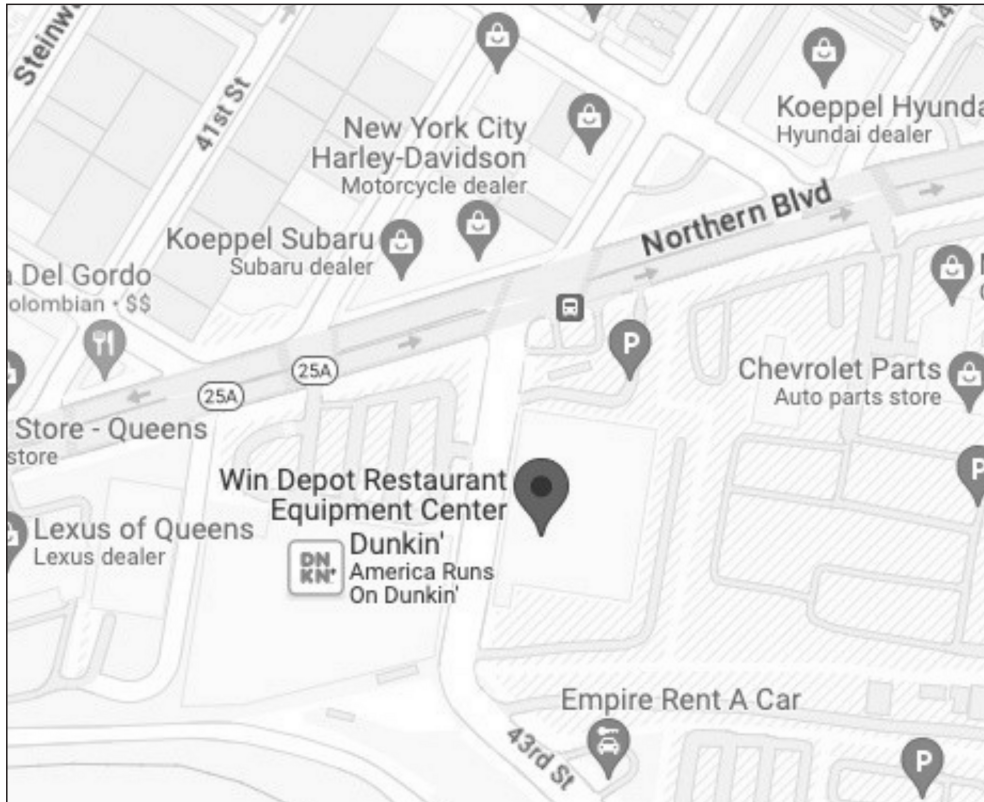 Steinw
41st St
44
Koeppel Hyunda
Hyundai dealer
New York City
Harley-Davidson
Motorcycle dealer
Northern Blvd
Koeppel Subaru
Subaru dealer
a Del Gordo
olombian • $$
P
25A
25A
Chevrolet Parts
Auto parts store
Store - Queens
store
P
Win Depot Restaurant
Equipment Center
Lexus of Queens
Lexus dealer
DN
KN'
Dunkin'
America Runs
On Dunkin'
Empire Rent A Car
43rd St
P